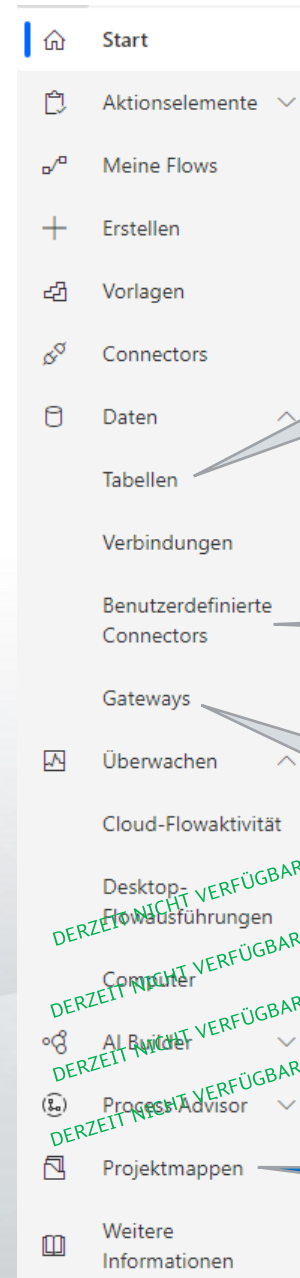 Start
Aktionselemente
Meine Flows
Erstellen
Vorlagen
Connectors
Daten
Tabellen
Verbindungen
Benutzerdefinierte
Connectors
Gateways
Überwachen
Cloud-Flowaktivität
Desktop-
Flowausführungen
DERZEIT NICHT VERFÜGBAR
Computer
DERZEIT NICHT VERFÜGBAR
AI Builder
DERZEIT NICHT VERFÜGBAR
Process Advisor
DERZEIT NICHT VERFÜGBAR
Projektmappen
Weitere
Informationen